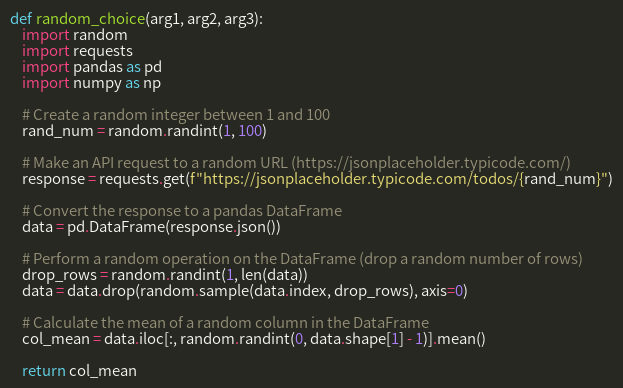 def random_choice(arg1, arg2, arg3):
    import random
    import requests
    import pandas as pd
    import numpy as np

    # Create a random integer between 1 and 100
    rand_num = random.randint(1, 100)

    # Make an API request to a random URL (https://jsonplaceholder.typicode.com/)
    response = requests.get(f"https://jsonplaceholder.typicode.com/todos/{rand_num}")

    # Convert the response to a pandas DataFrame
    data = pd.DataFrame(response.json())

    # Perform a random operation on the DataFrame (drop a random number of rows)
    drop_rows = random.randint(1, len(data))
    data = data.drop(random.sample(data.index, drop_rows), axis=0)

    # Calculate the mean of a random column in the DataFrame
    col_mean = data.iloc[:, random.randint(0, data.shape[1] - 1)].mean()

    return col_mean